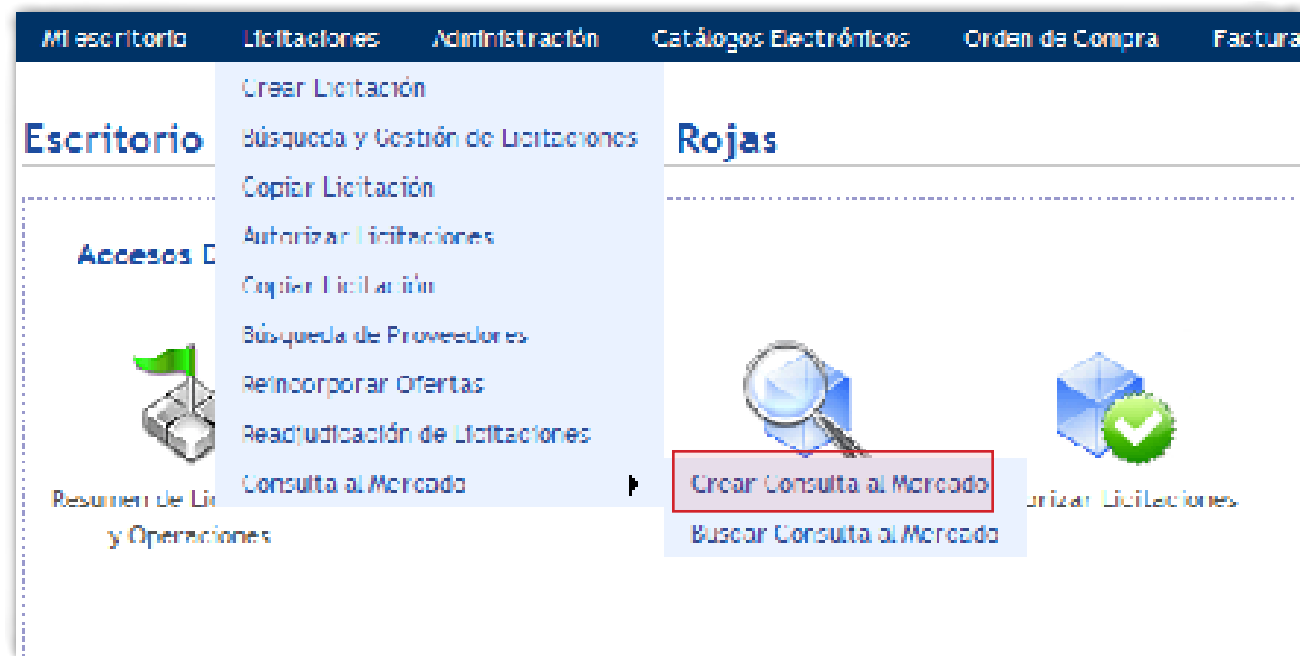 Mi escritorio Licitaciones Administración Catálogos Electrónicos Orden de Compra Factura
Crear Licitación
Escritorio Búsqueda y Gestión de Licitaciones Rojas
Copiar Licitación
Accesos D Autorizar Licitaciones
Copiar Licitación
Búsqueda de Proveedores
Reincorporar Ofertas
Readjudicación de Licitaciones
Resumen de Lic Consulta al Mercado Crear Consulta al Mercado orizar Licitaciones
y Operaciones Buscar Consulta al Mercado